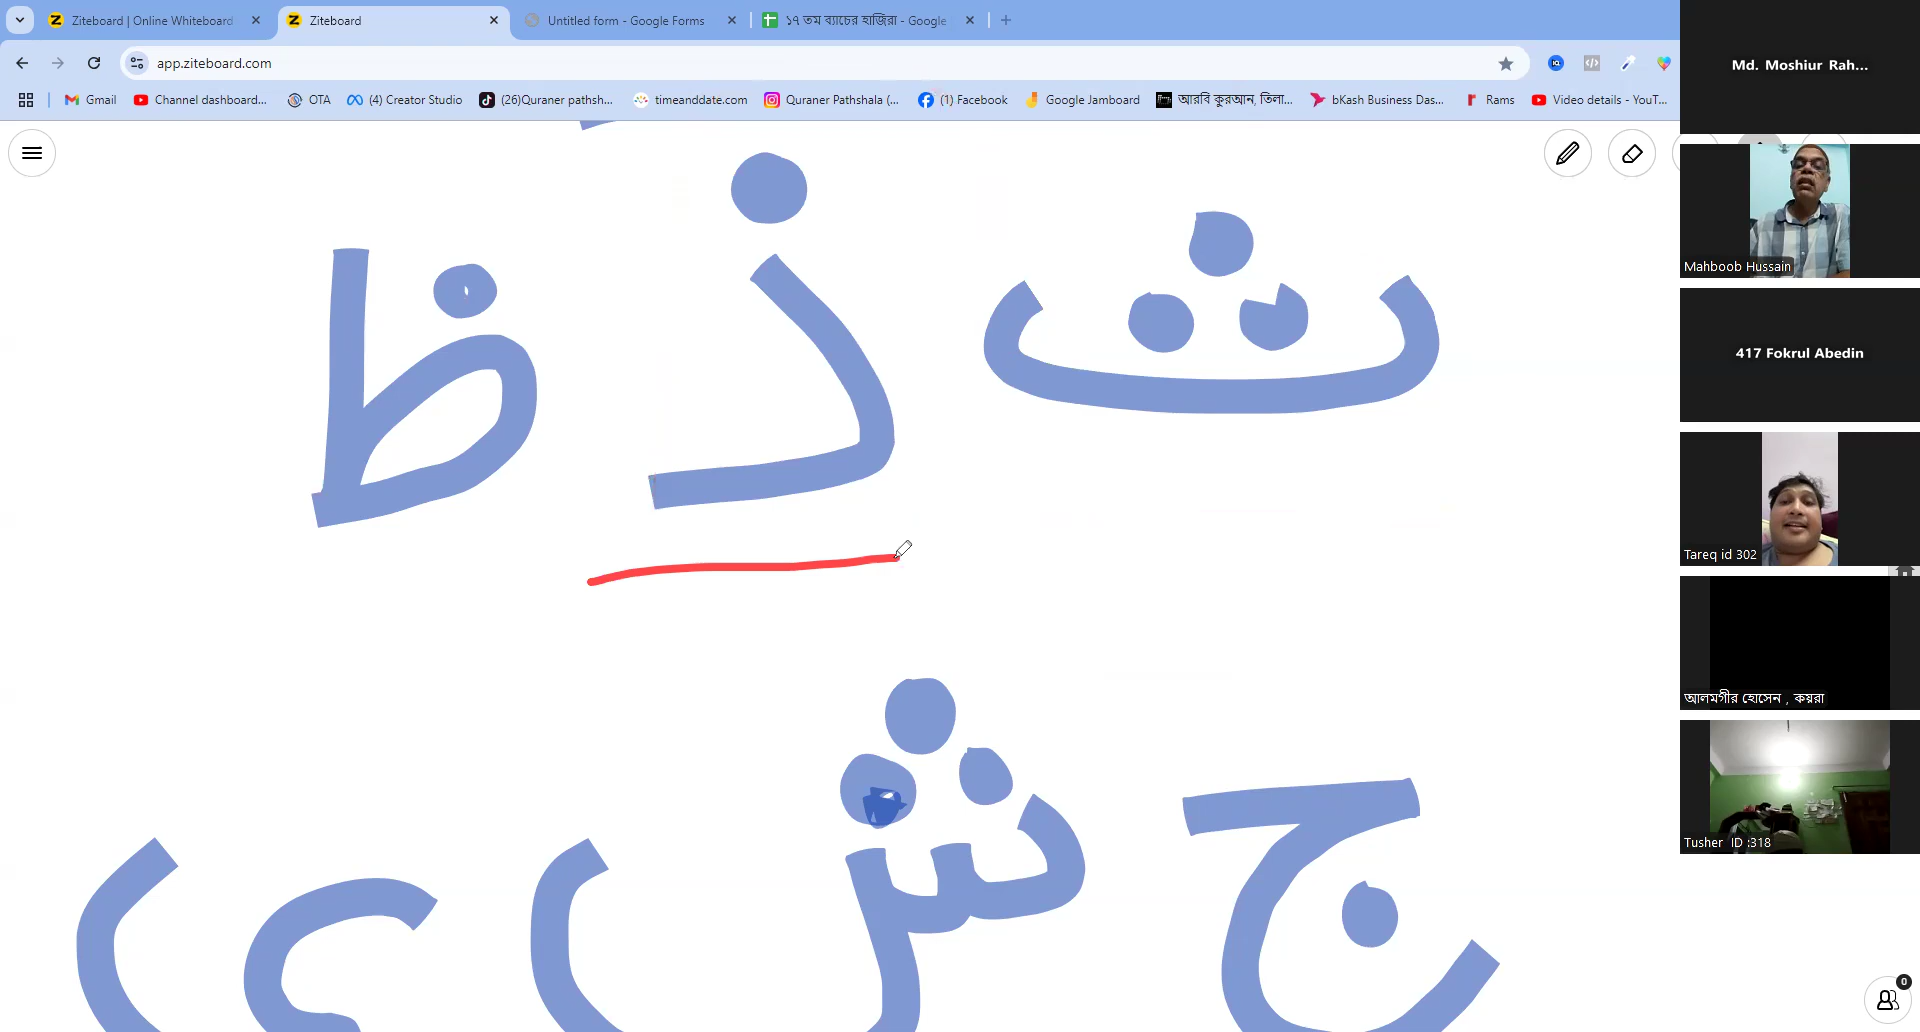 Ziteboard | Online Whiteboard
Ziteboard
Untitled form - Google Forms
১৭ তম ব্যাচের হাজিরা - Google
app.ziteboard.com
Gmail
Channel dashboard...
OTA
(4) Creator Studio
(26)Quraner pathsh...
timeanddate.com
Quraner Pathshala (...
(1) Facebook
Google Jamboard
আরবি কুরআন, তিলা...
bKash Business Das...
Rams
Video details - YouT...
ث ذ ظ
ج ش ي
Md. Moshiur Rah...
Mahboob Hussain
417 Fokrul Abedin
Tareq id 302
আলমগীর হোসেন , কয়রা
Tusher ID :318
0